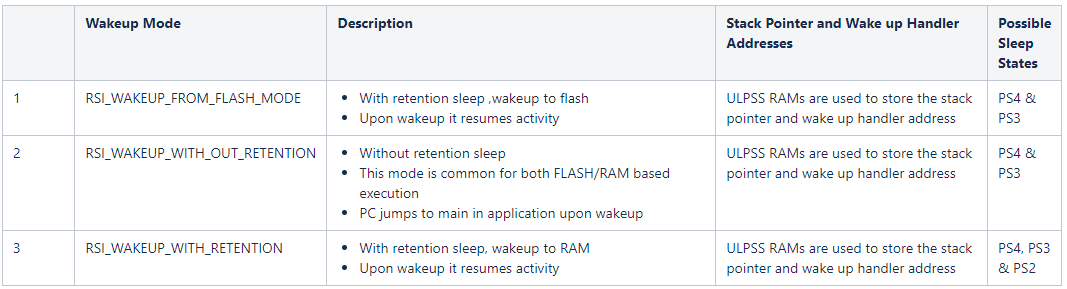 Wakeup Mode
Description
Stack Pointer and Wake up Handler
Addresses
Possible
Sleep
States
1
RSI_WAKEUP_FROM_FLASH_MODE
With retention sleep ,wakeup to flash
Upon wakeup it resumes activity
ULPSS RAMs are used to store the stack
pointer and wake up handler address
PS4 &
PS3
2
RSI_WAKEUP_WITH_OUT_RETENTION
Without retention sleep
This mode is common for both FLASH/RAM based
execution
PC jumps to main in application upon wakeup
ULPSS RAMs are used to store the stack
pointer and wake up handler address
PS4 &
PS3
3
RSI_WAKEUP_WITH_RETENTION
With retention sleep, wakeup to RAM
Upon wakeup it resumes activity
ULPSS RAMs are used to store the stack
pointer and wake up handler address
PS4, PS3
& PS2